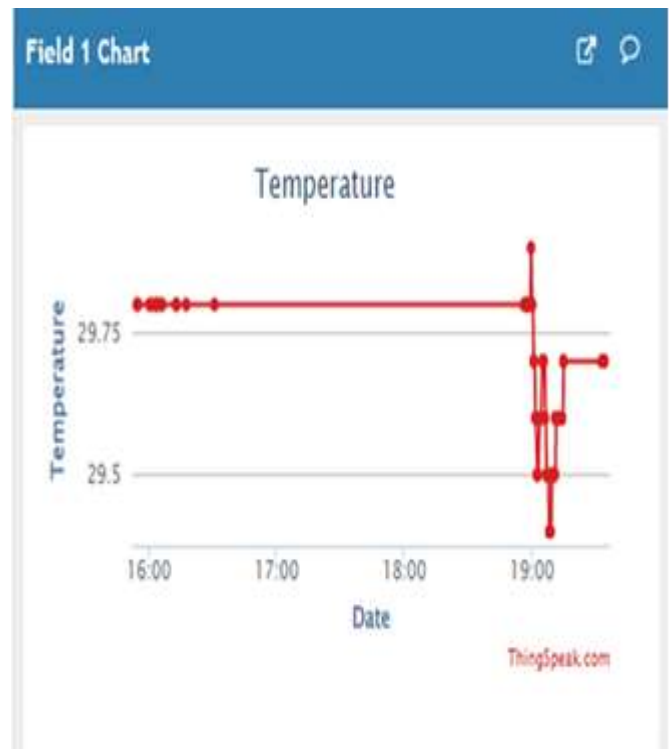 Field 1 Chart
Temperature
Temperature
29.75
29.5
16:00 17:00 18:00 19:00
Date
ThingSpeak.com